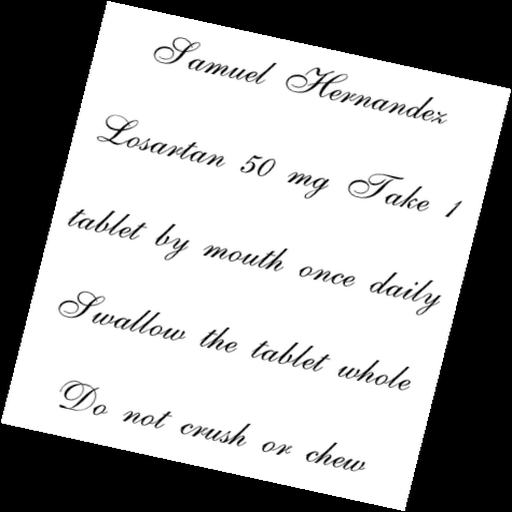 Samuel Hernandez
Losartan 50 mg Take 1
tablet by mouth once daily
Swallow the tablet whole
Do not crush or chew